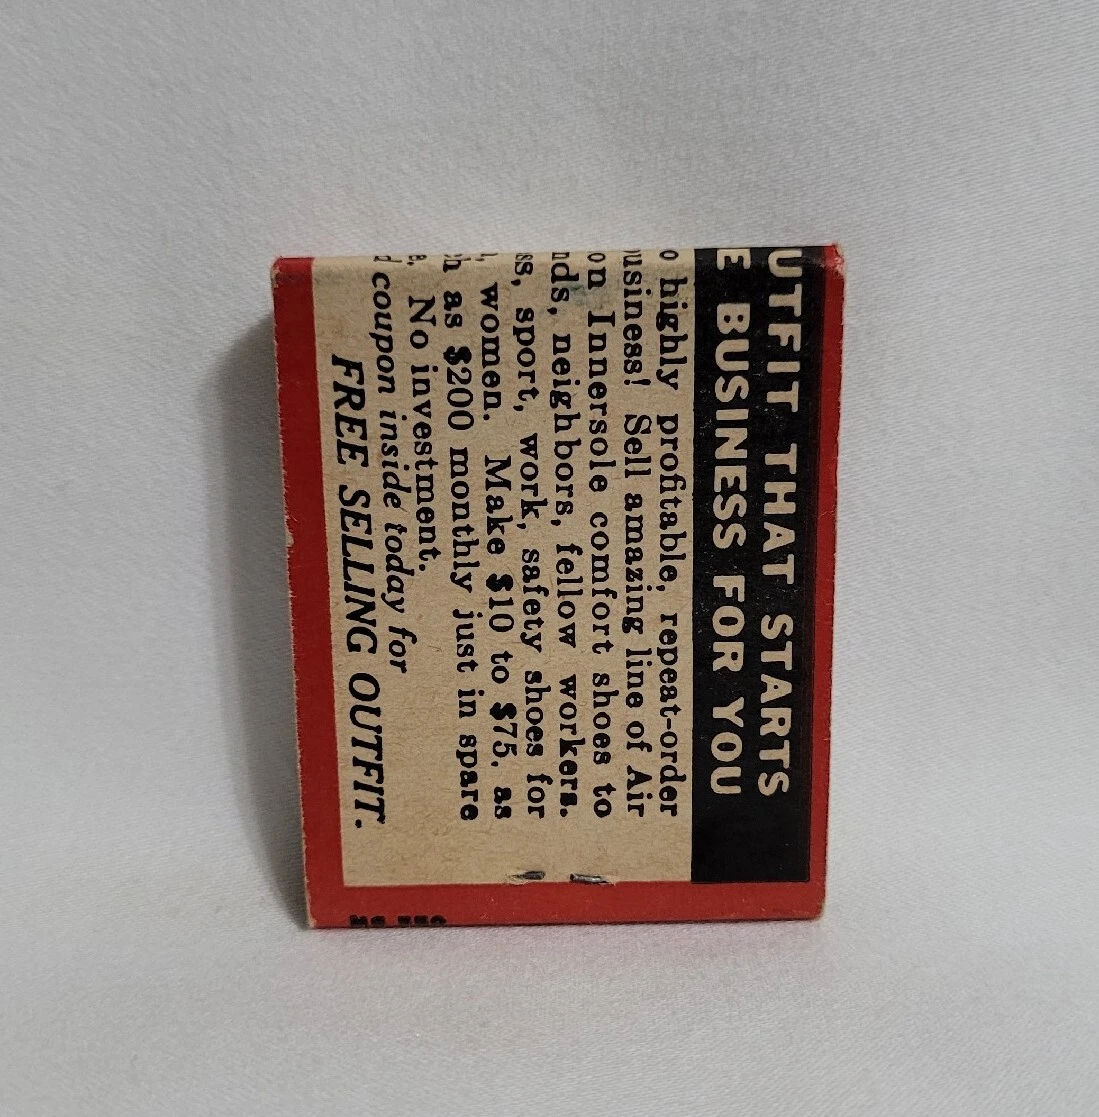 UTFIT THAT STARTS
E BUSINESS FOR YOU
o highly profitable, repeat-order
usiness! Sell amazing line of Air
on Innersole comfort shoes to
nds, neighbors, fellow workers.
ss, sport, work, safety shoes for
women. Make $10 to $75. as
h as $200 monthly just in spare
e. No investment.
d coupon inside today for
FREE SELLING OUTFIT.